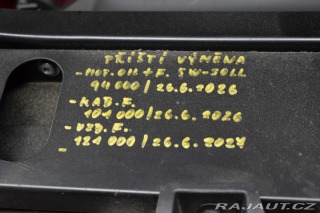 PŘÍŠTÍ VÝMĚNA
- MOT. OIL + F. 5W-30LL
94 000 / 26.6.2026
- KAB. F.
104 000 / 26.6.2026
- VZD. F.
124 000 / 26.6.2027
-
RAJAUT.CZ